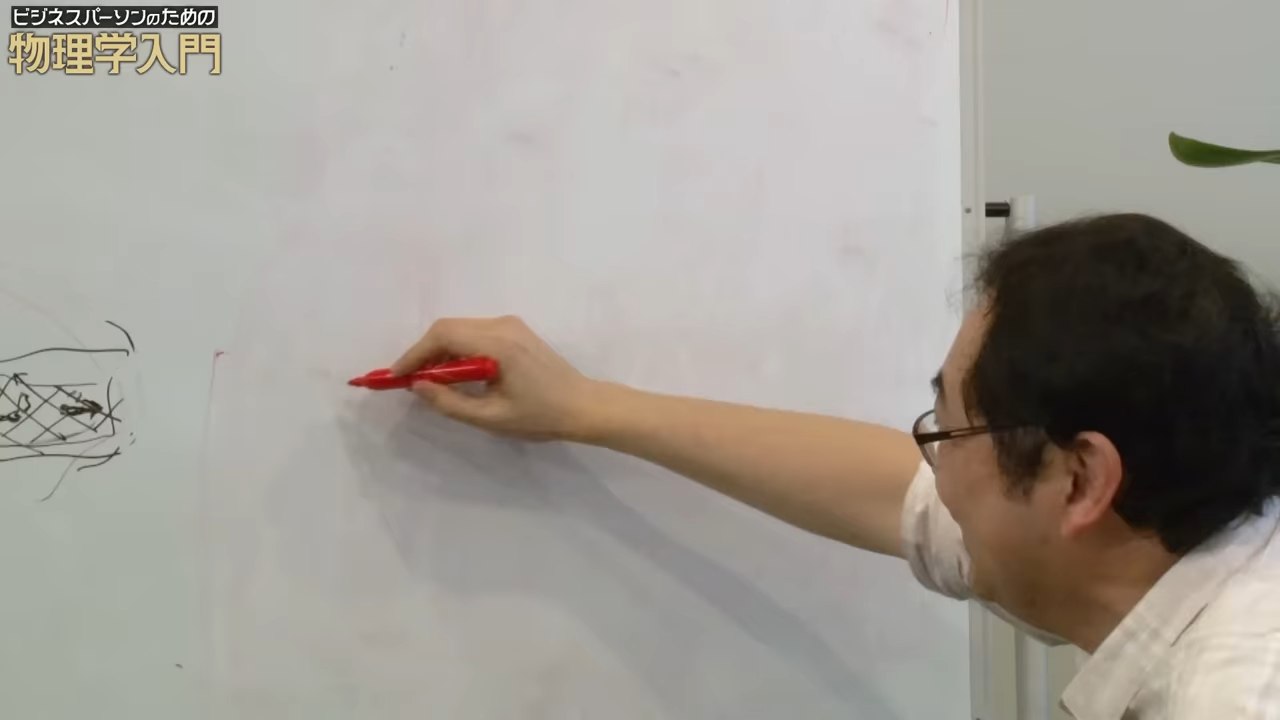 ビジネスパーソンのための
物理学入門